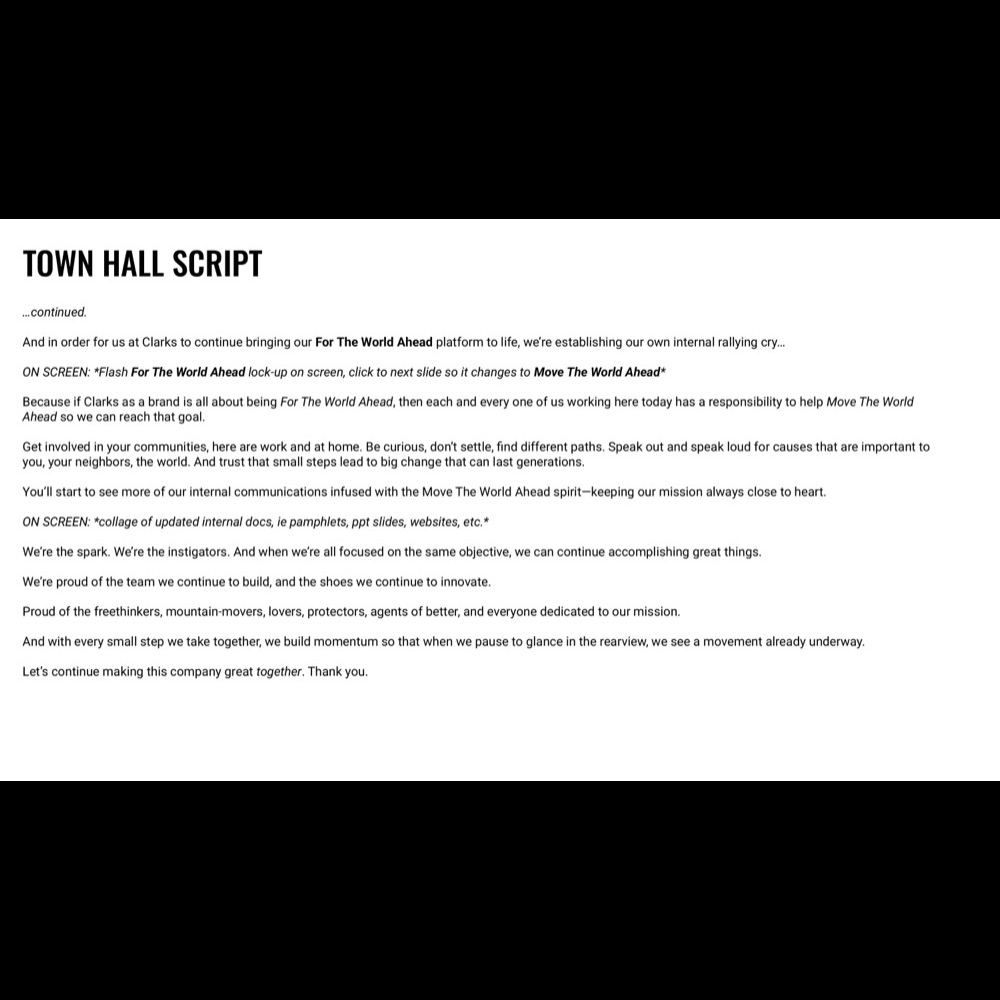 TOWN HALL SCRIPT
...continued.
And in order for us at Clarks to continue bringing our For The World Ahead platform to life, we're establishing our own internal rallying cry...
ON SCREEN: *Flash For The World Ahead lock-up on screen, click to next slide so it changes to Move The World Ahead*
Because if Clarks as a brand is all about being For The World Ahead, then each and every one of us working here today has a responsibility to help Move The World
Ahead so we can reach that goal.
Get involved in your communities, here are work and at home. Be curious, don't settle, find different paths. Speak out and speak loud for causes that are important to
you, your neighbors, the world. And trust that small steps lead to big change that can last generations.
You'll start to see more of our internal communications infused with the Move The World Ahead spirit—keeping our mission always close to heart.
ON SCREEN: *collage of updated internal docs, ie pamphlets, ppt slides, websites, etc.*
We're the spark. We're the instigators. And when we're all focused on the same objective, we can continue accomplishing great things.
We're proud of the team we continue to build, and the shoes we continue to innovate.
Proud of the freethinkers, mountain-movers, lovers, protectors, agents of better, and everyone dedicated to our mission.
And with every small step we take together, we build momentum so that when we pause to glance in the rearview, we see a movement already underway.
Let's continue making this company great together. Thank you.